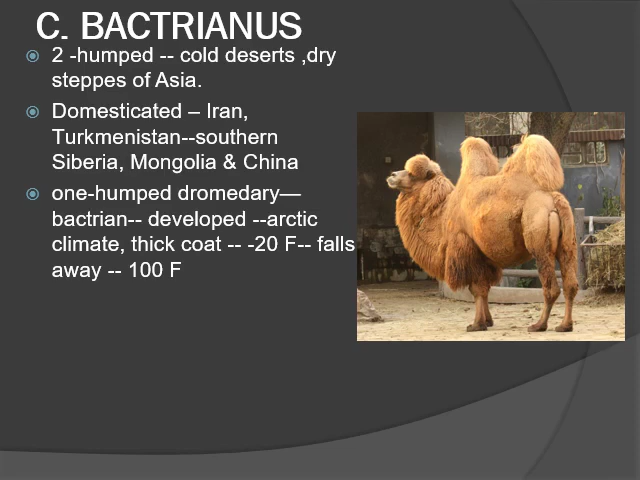 C. BACTRIANUS
2 -humped -- cold deserts ,dry
steppes of Asia.
Domesticated – Iran,
Turkmenistan--southern
Siberia, Mongolia & China
one-humped dromedary—
bactrian-- developed --arctic
climate, thick coat -- -20 F-- falls
away -- 100 F